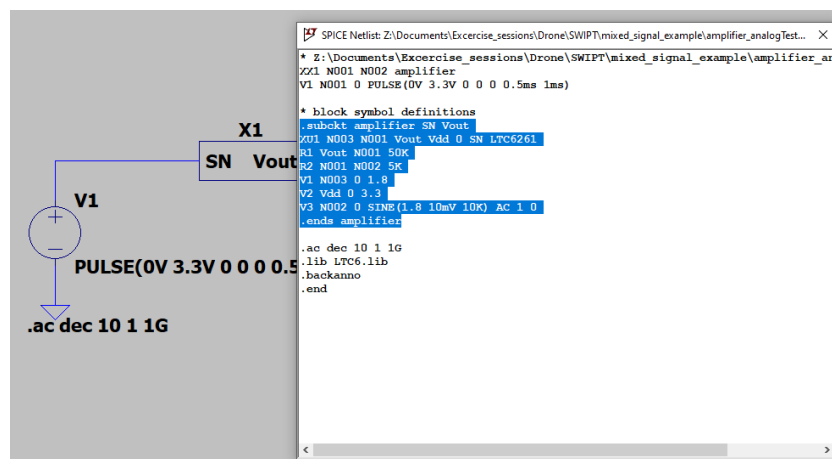 SPICE Netlist: Z:\Documents\Excercise_sessions\Drone\SWIPT\mixed_signal_example\amplifier_analogTest...
* Z:\Documents\Excercise_sessions\Drone\SWIPT\mixed_signal_example\amplifier_an
XX1 N001 N002 amplifier
V1 N001 0 PULSE(0V 3.3V 0 0 0 0.5ms 1ms)
* block symbol definitions
.subckt amplifier SN Vout
XU1 N003 N001 Vout Vdd 0 SN LTC6261
R1 Vout N001 50K
R2 N001 N002 5K
V1 N003 0 1.8
V2 Vdd 0 3.3
V3 N002 0 SINE(1.8 10mV 10K) AC 1 0
.ends amplifier
.ac dec 10 1 1G
.lib LTC6.lib
.backanno
.end
X1
SN Vout
V1
PULSE(0V 3.3V 0 0 0 0.5
.ac dec 10 1 1G